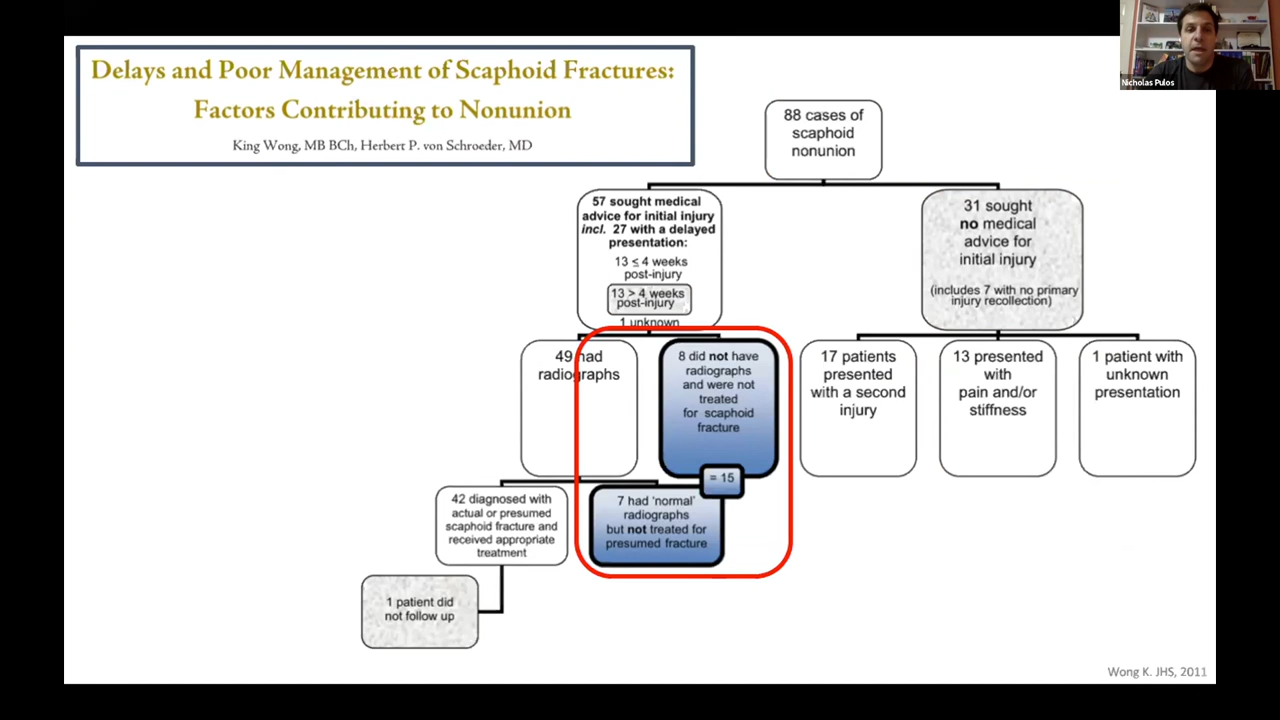 Delays and Poor Management of Scaphoid Fractures:
Factors Contributing to Nonunion
King Wong, MB BCh, Herbert P. von Schroeder, MD
Nicholas Pulos
88 cases of
scaphoid
nonunion
57 sought medical
advice for initial injury
incl. 27 with a delayed
presentation:
13 ≤ 4 weeks
post-injury
13 > 4 weeks
post-injury
1 unknown
31 sought
no medical
advice for
initial injury
(includes 7 with no primary
injury recollection)
49 had
radiographs
8 did not have
radiographs
and were not
treated
for scaphoid
fracture
17 patients
presented
with a second
injury
13 presented
with
pain and/or
stiffness
1 patient with
unknown
presentation
= 15
42 diagnosed with
actual or presumed
scaphoid fracture and
received appropriate
treatment
7 had 'normal'
radiographs
but not treated for
presumed fracture
1 patient did
not follow up
Wong K. JHS, 2011